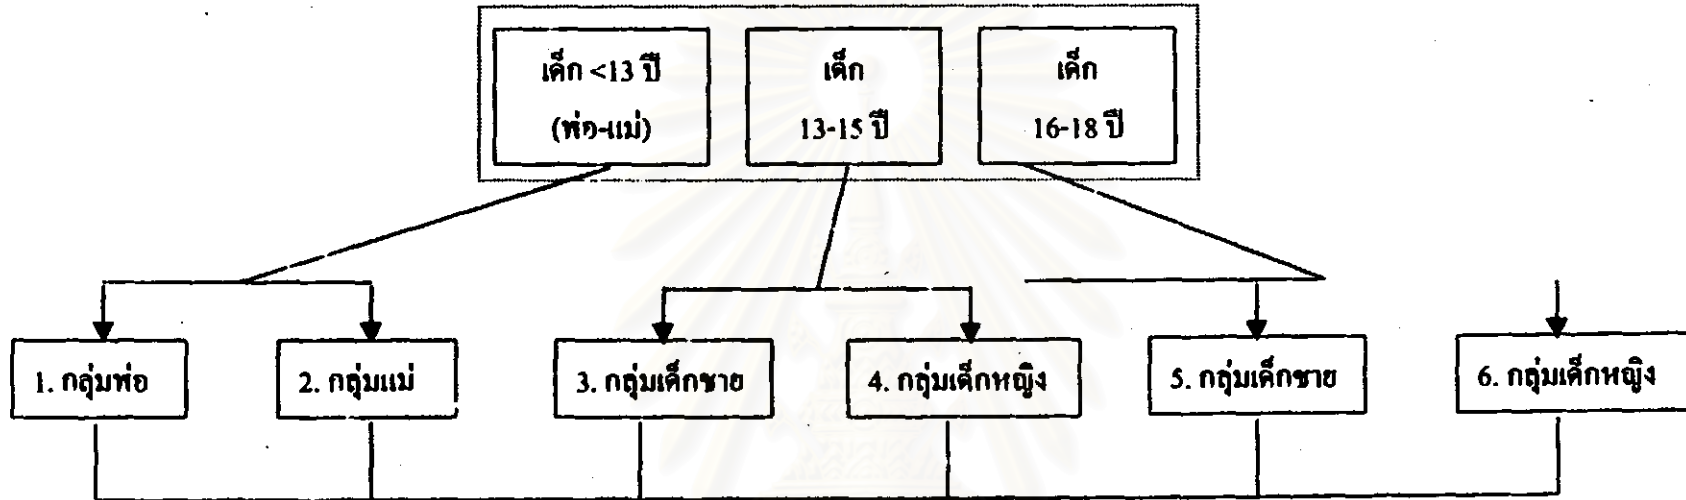 เด็ก <13 ปี
(พ่อ-แม่)
เด็ก
13-15 ปี
เด็ก
16-18 ปี
1. กลุ่มพ่อ
2. กลุ่มแม่
3. กลุ่มเด็กชาย
4. กลุ่มเด็กหญิง
5. กลุ่มเด็กชาย
6. กลุ่มเด็กหญิง